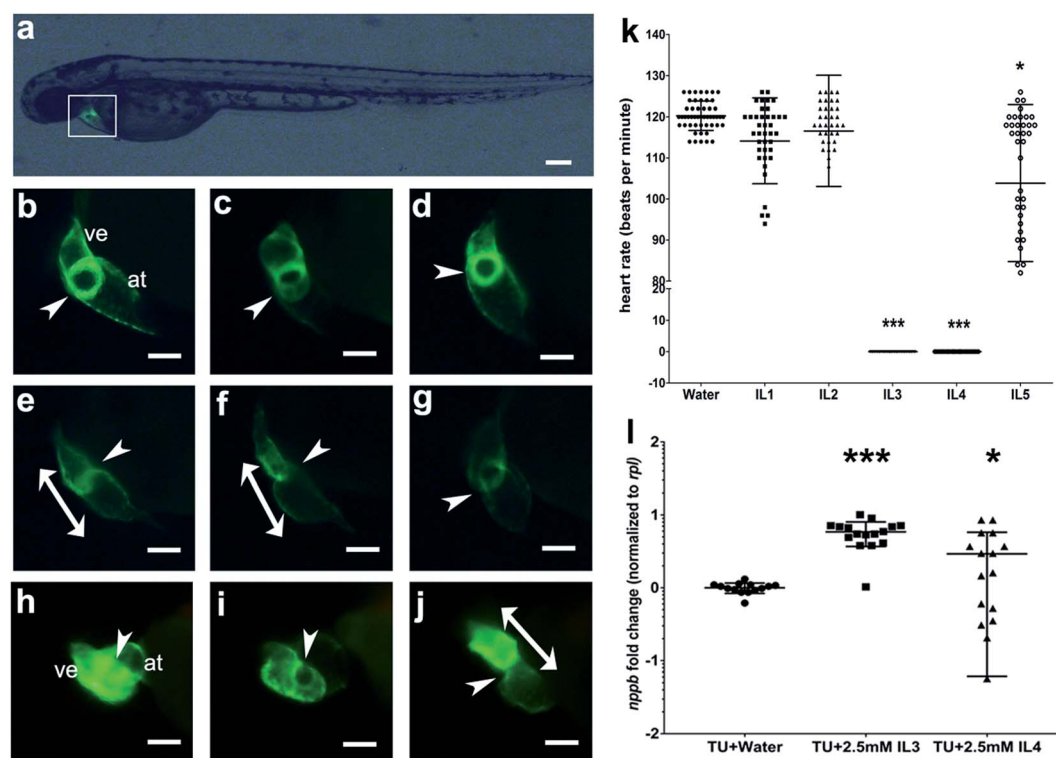 a
b
ve
at
c
d
e
f
g
h
ve
at
i
j
k
heart rate (beats per minute)
130
120
110
100
90
80
20
10
0
-10
***
***
*
Water IL1 IL2 IL3 IL4 IL5
l
nppb fold change (normalized to rpl)
2
1
0
-1
-2
***
*
TU+Water TU+2.5mM IL3 TU+2.5mM IL4